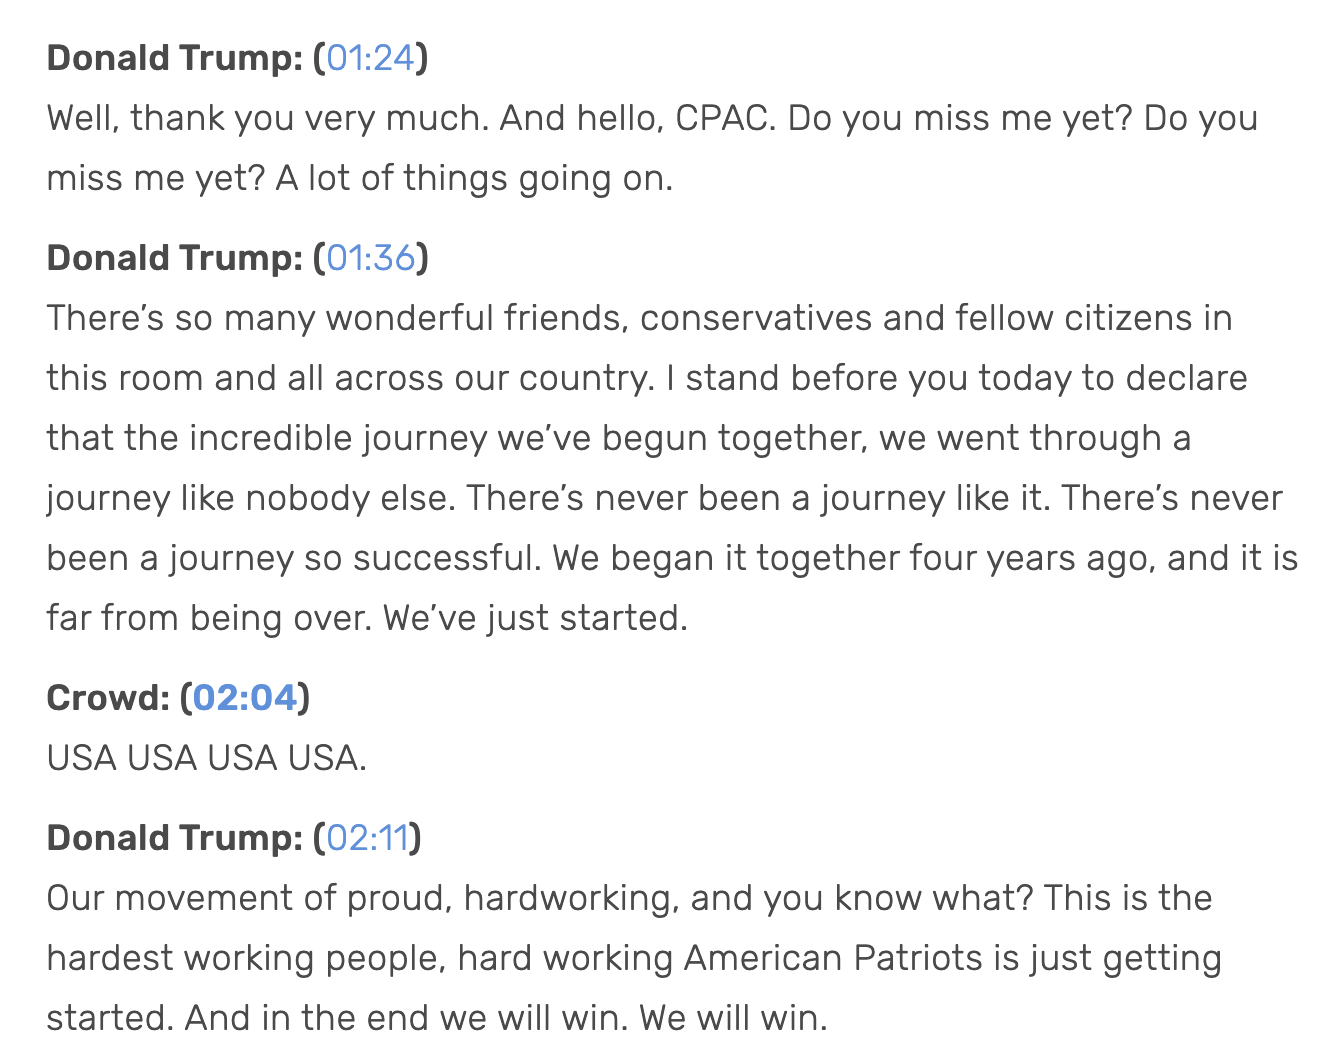 Donald Trump: (01:24)
Well, thank you very much. And hello, CPAC. Do you miss me yet? Do you
miss me yet? A lot of things going on.
Donald Trump: (01:36)
There’s so many wonderful friends, conservatives and fellow citizens in
this room and all across our country. I stand before you today to declare
that the incredible journey we’ve begun together, we went through a
journey like nobody else. There’s never been a journey like it. There’s never
been a journey so successful. We began it together four years ago, and it is
far from being over. We’ve just started.
Crowd: (02:04)
USA USA USA USA.
Donald Trump: (02:11)
Our movement of proud, hardworking, and you know what? This is the
hardest working people, hard working American Patriots is just getting
started. And in the end we will win. We will win.